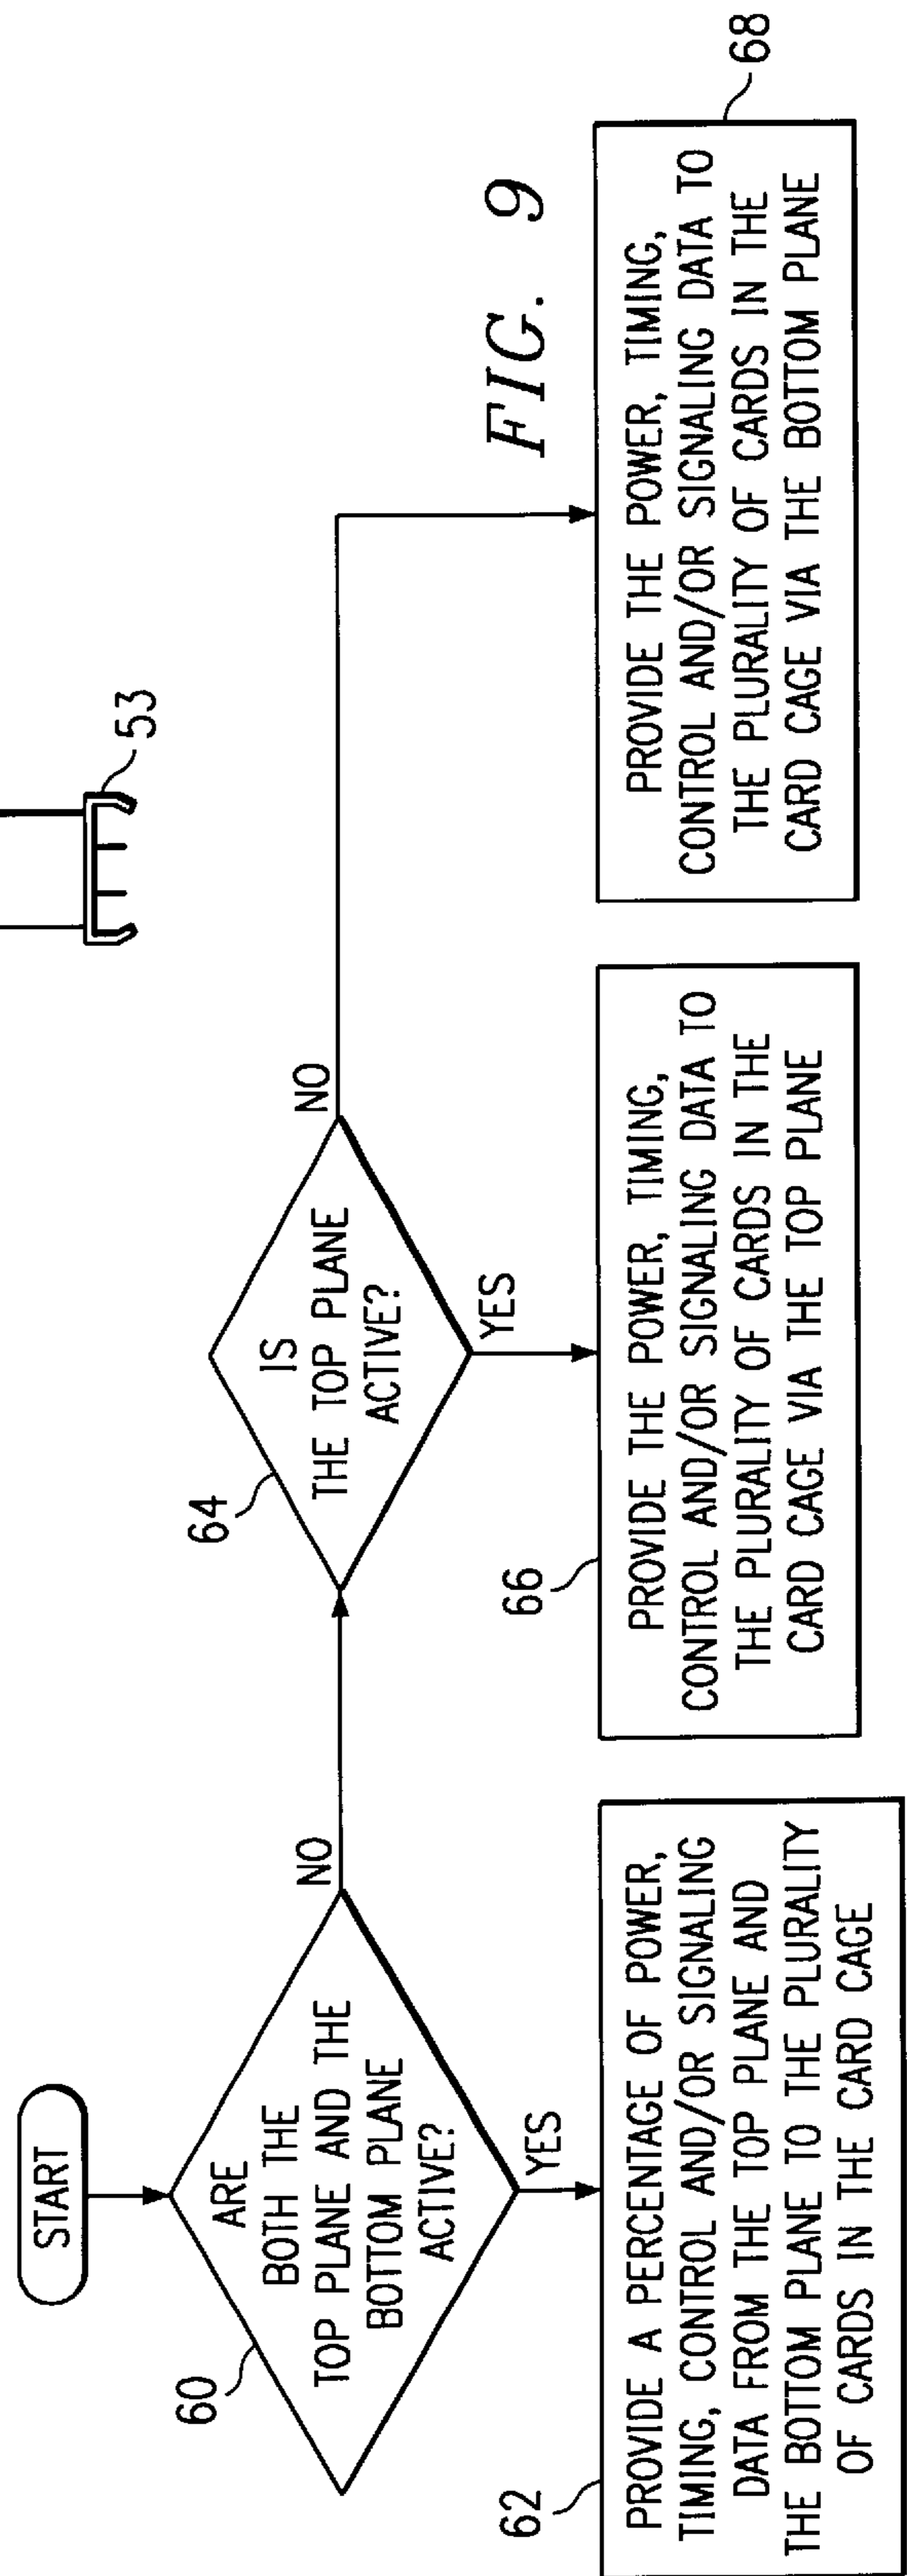 53
START
60
ARE
BOTH THE
TOP PLANE AND THE
BOTTOM PLANE
ACTIVE?
NO
YES
62
PROVIDE A PERCENTAGE OF POWER,
TIMING, CONTROL AND/OR SIGNALING
DATA FROM THE TOP PLANE AND
THE BOTTOM PLANE TO THE PLURALITY
OF CARDS IN THE CARD CAGE
64
IS
THE TOP PLANE
ACTIVE?
NO
YES
66
PROVIDE THE POWER, TIMING,
CONTROL AND/OR SIGNALING DATA TO
THE PLURALITY OF CARDS IN THE
CARD CAGE VIA THE TOP PLANE
FIG. 9
68
PROVIDE THE POWER, TIMING,
CONTROL AND/OR SIGNALING DATA TO
THE PLURALITY OF CARDS IN THE
CARD CAGE VIA THE BOTTOM PLANE